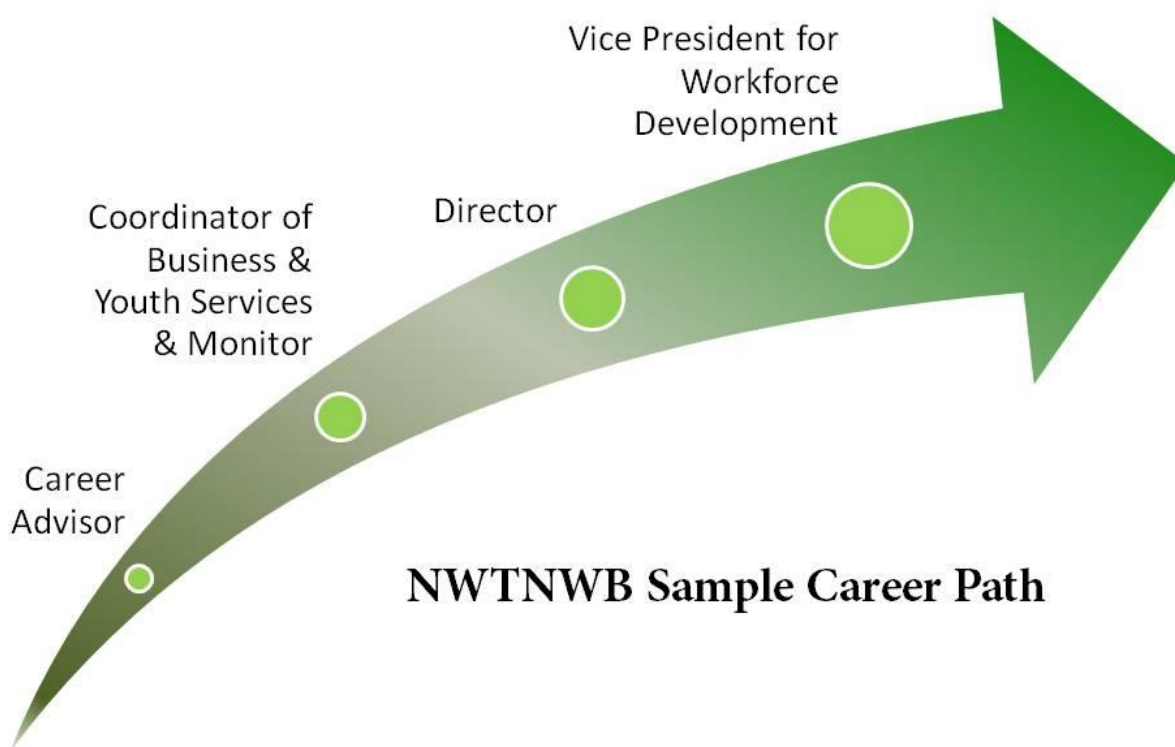 Vice President for
Workforce
Development
Director
Coordinator of
Business &
Youth Services
& Monitor
Career
Advisor
NWTNWB Sample Career Path